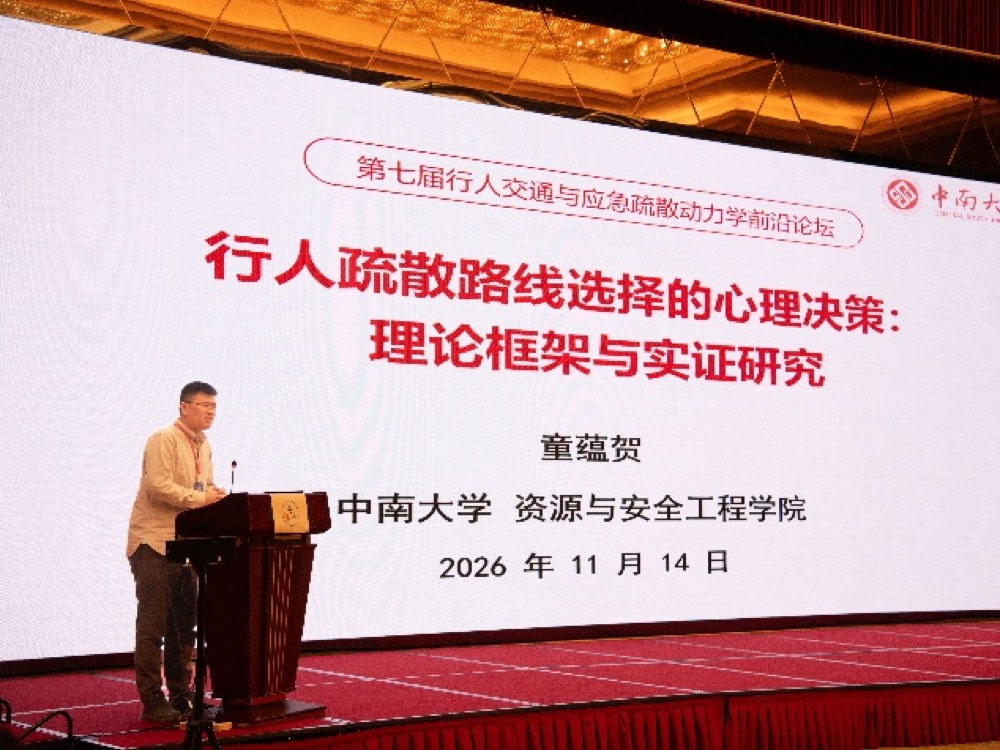 第七届行人交通与应急疏散动力学前沿论坛
中南大
行人疏散路线选择的心理决策：
理论框架与实证研究
童蕴贺
中南大学 资源与安全工程学院
2026 年 11 月 14 日